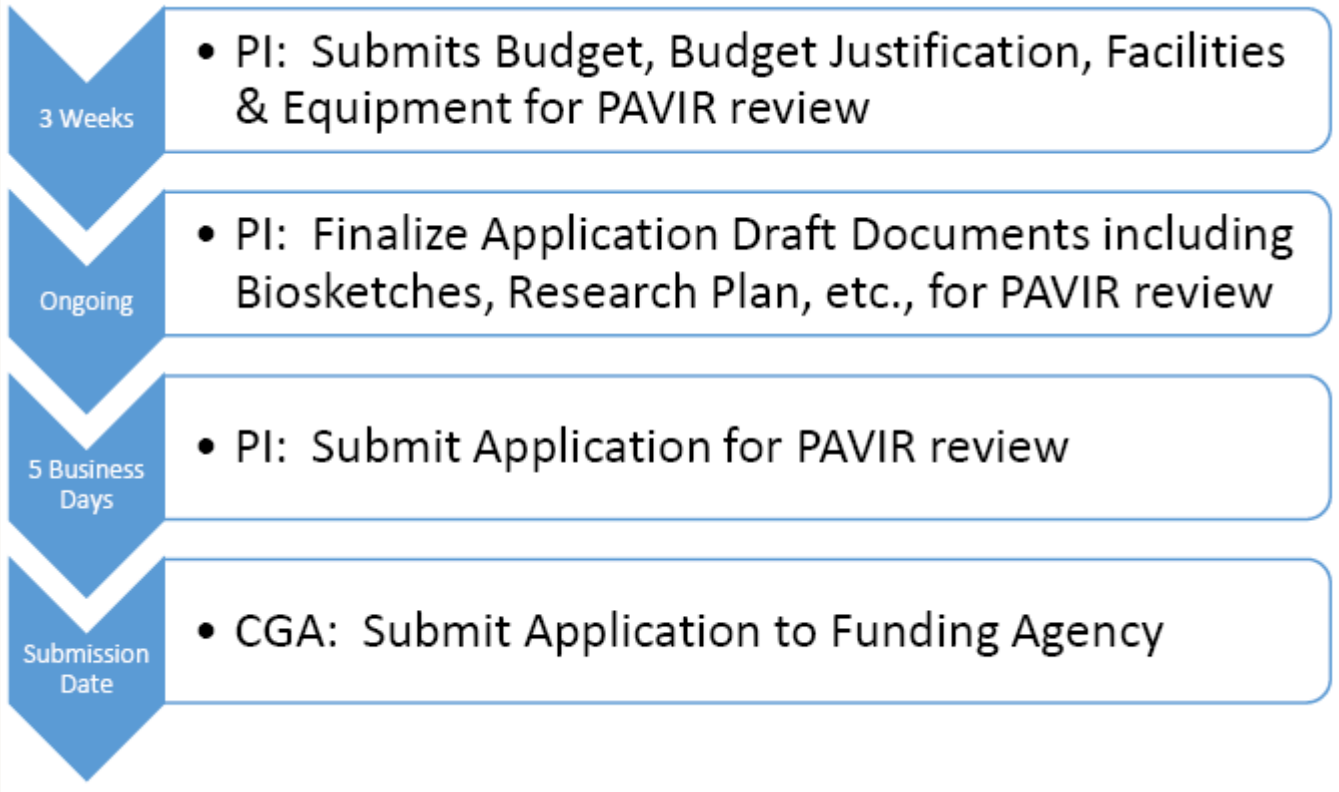 3 Weeks
• PI:  Submits Budget, Budget Justification, Facilities
& Equipment for PAVIR review
Ongoing
• PI:  Finalize Application Draft Documents including
Biosketches, Research Plan, etc., for PAVIR review
5 Business
Days
• PI:  Submit Application for PAVIR review
Submission
Date
• CGA:  Submit Application to Funding Agency